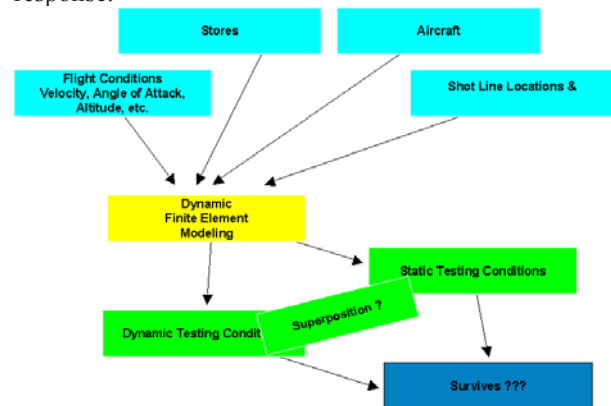 response.
Stores
Aircraft
Flight Conditions
Velocity, Angle of Attack,
Altitude, etc.
Shot Line Locations &
Dynamic
Finite Element
Modeling
Static Testing Conditions
Superposition ?
Dynamic Testing Condit
Survives ???